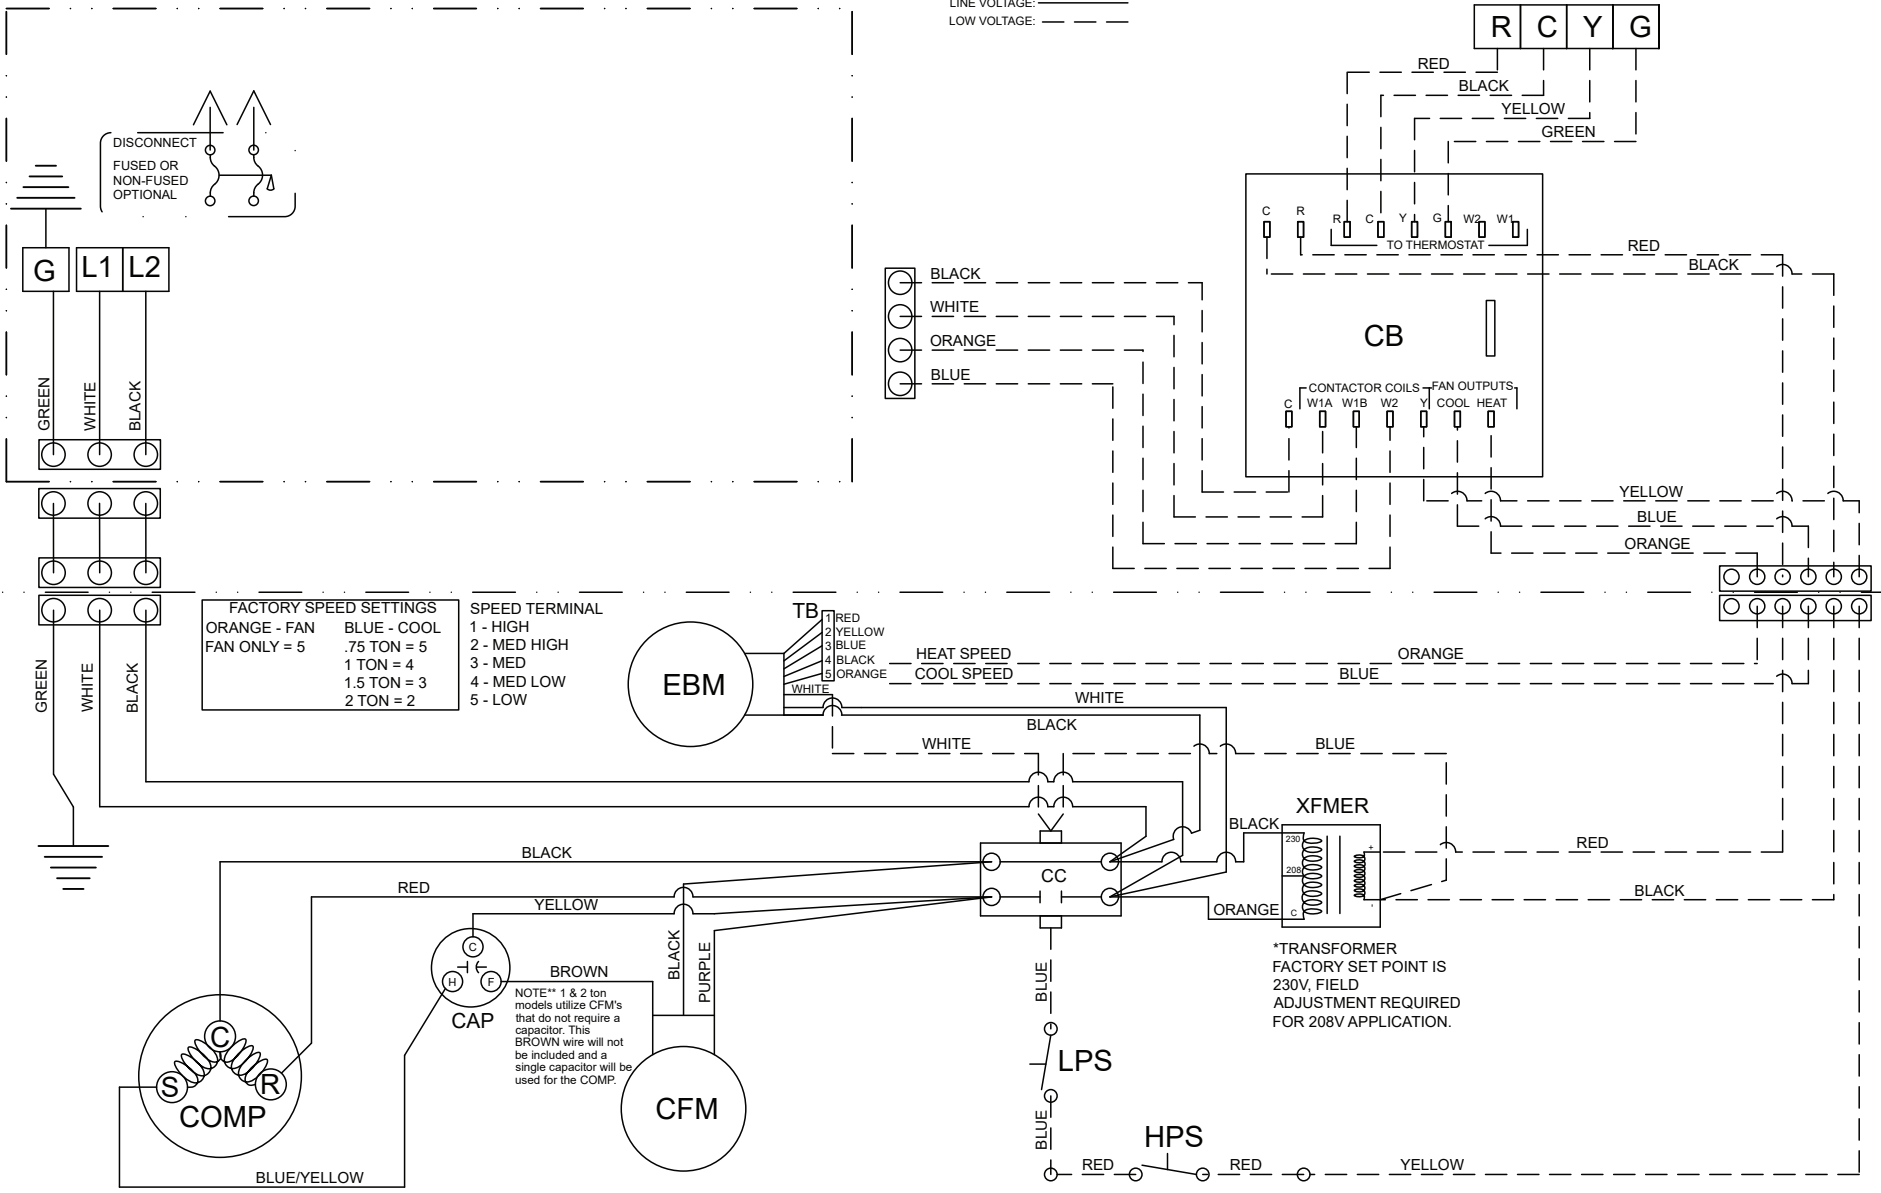 LINE VOLTAGE:
LOW VOLTAGE:
R C Y G
RED
BLACK
YELLOW
GREEN
DISCONNECT
FUSED OR
NON-FUSED
OPTIONAL
G L1 L2
GREEN
WHITE
BLACK
C R R C Y G W2 W1
TO THERMOSTAT
RED
BLACK
BLACK
WHITE
ORANGE
BLUE
CB
CONTACTOR COILS FAN OUTPUTS
C W1A W1B W2 Y COOL HEAT
YELLOW
BLUE
ORANGE
FACTORY SPEED SETTINGS
ORANGE - FAN BLUE - COOL
FAN ONLY = 5 .75 TON = 5
1 TON = 4
1.5 TON = 3
2 TON = 2
SPEED TERMINAL
1 - HIGH
2 - MED HIGH
3 - MED
4 - MED LOW
5 - LOW
GREEN
WHITE
BLACK
EBM
TB
1 RED
2 YELLOW
3 BLUE
4 BLACK
5 ORANGE
WHITE
HEAT SPEED ORANGE
COOL SPEED BLUE
WHITE
BLACK
WHITE
BLUE
XFMER
BLACK
230
208
C
+
-
ORANGE
RED
BLACK
CC
BLACK
RED
YELLOW
BLACK
PURPLE
C
H F
CAP
BROWN
NOTE** 1 & 2 ton
models utilize CFM's
that do not require a
capacitor. This
BROWN wire will not
be included and a
single capacitor will be
used for the COMP.
*TRANSFORMER
FACTORY SET POINT IS
230V, FIELD
ADJUSTMENT REQUIRED
FOR 208V APPLICATION.
C
S R
COMP
CFM
BLUE
LPS
BLUE
HPS
RED RED YELLOW
BLUE/YELLOW